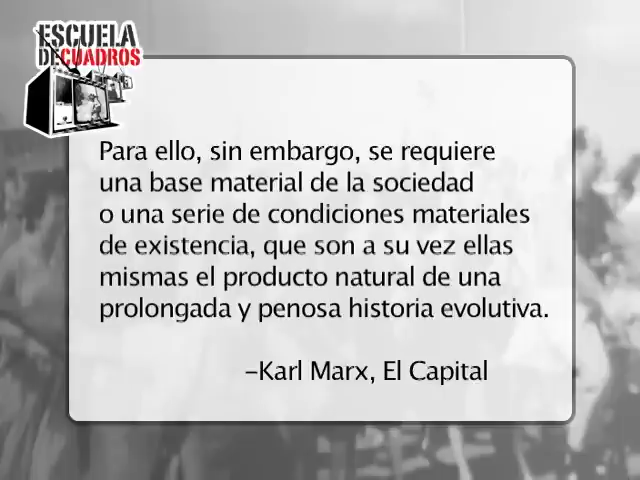 ESCUELA
DECUADROS
Para ello, sin embargo, se requiere
una base material de la sociedad
o una serie de condiciones materiales
de existencia, que son a su vez ellas
mismas el producto natural de una
prolongada y penosa historia evolutiva.
–Karl Marx, El Capital